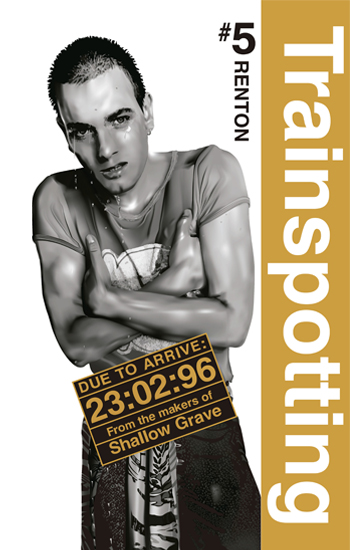 #5
RENTON
Trainspotting
DUE TO ARRIVE:
23:02:96
From the makers of
Shallow Grave